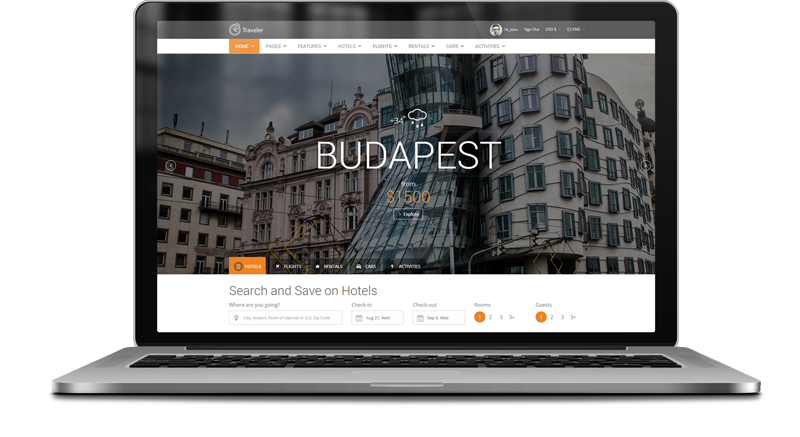 Traveler
Hi, John Sign Out USD $ ENG
HOME PAGES FEATURES HOTELS FLIGHTS RENTALS CARS ACTIVITIES
+34°
BUDAPEST
from
$1500
Explore
HOTELS FLIGHTS RENTALS CARS ACTIVITIES
Search and Save on Hotels
Where are you going? Check-in Check-out Rooms Guests
City, Airport, Point of Interest or U.S. Zip Code Aug 27, Wed Sep 3, Wed 1 2 3 3+ 1 2 3 3+